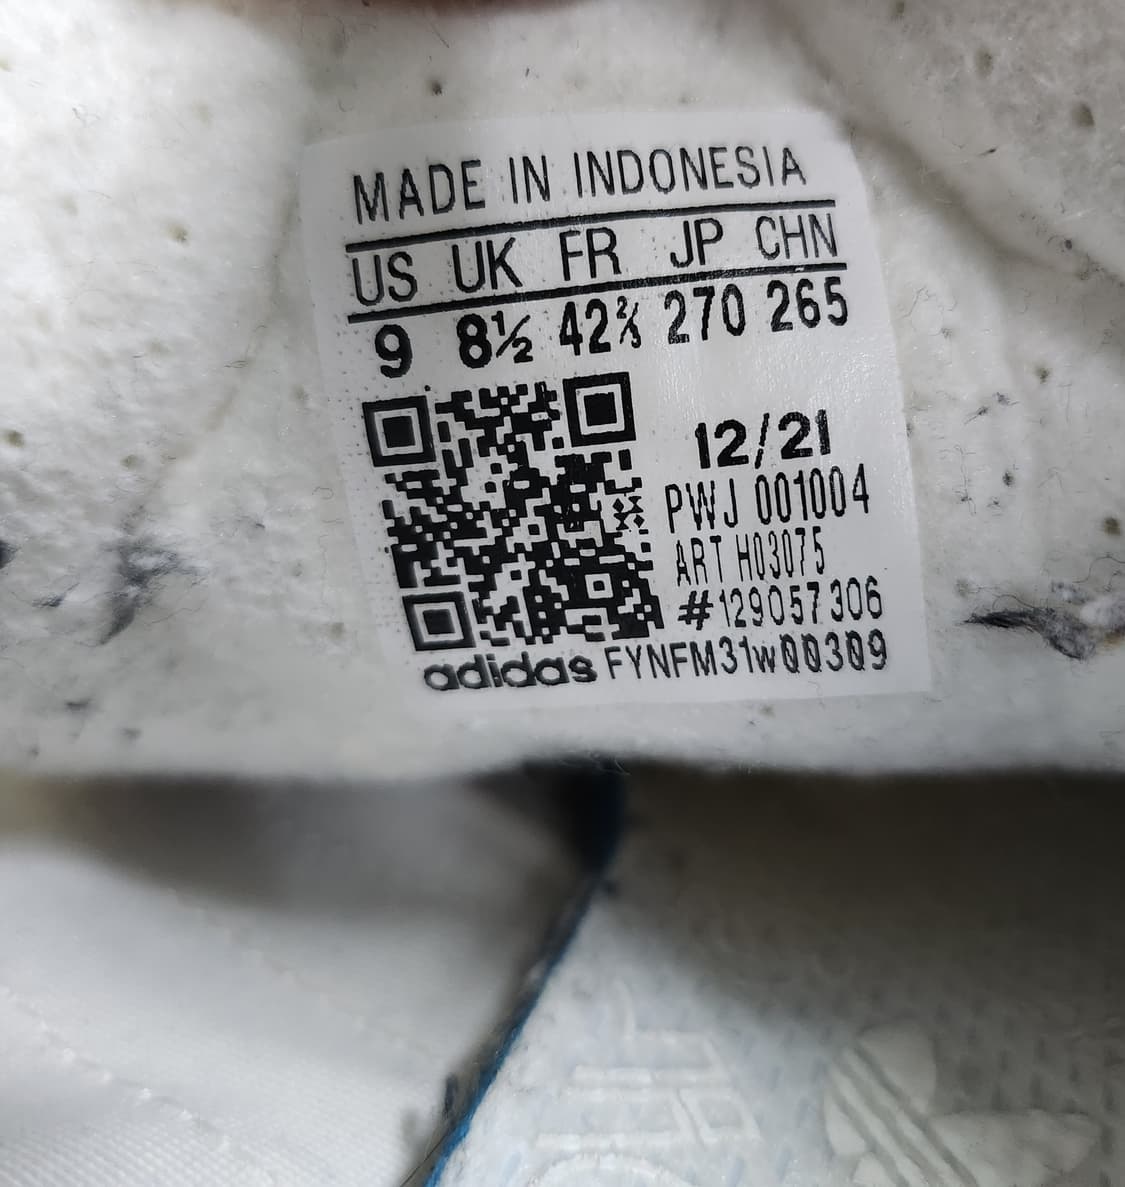 MADE IN INDONESIA
US UK FR JP CHN
9 8½ 42⅔ 270 265
12/21
PWJ 001004
ART H03075
#129057306
adidas FYNFM31w00309